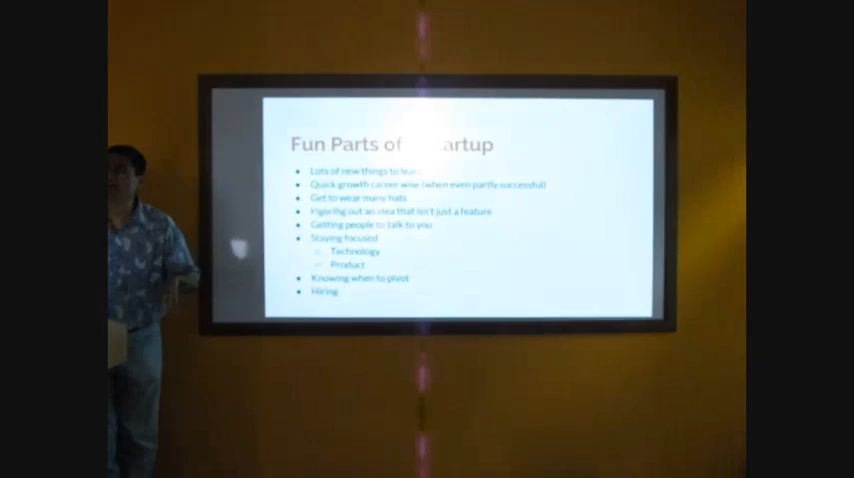 Fun Parts of artup
• Lots of new things to learn
• Quick growth career wise (when even partly successful)
• Get to wear many hats
• Figuring out an idea that isn't just a feature
• Getting people to talk to you
• Staying focused
○ Technology
○ Product
• Knowing when to pivot
• Hiring